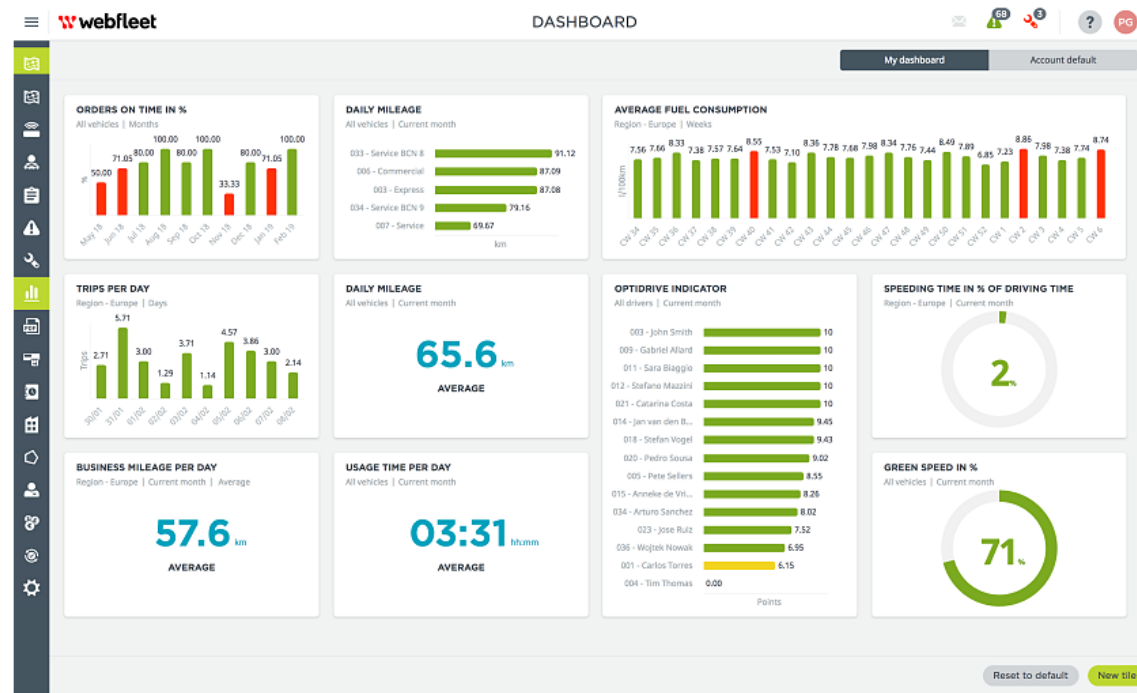 webfleet
DASHBOARD
68
3
?
PG
My dashboard
Account default
ORDERS ON TIME IN %
All vehicles | Months
%
50.00
71.05
80.00
100.00
80.00
100.00
33.33
80.00
71.05
100.00
May 18
Jun 18
Jul 18
Aug 18
Sep 18
Oct 18
Nov 18
Dec 18
Jan 19
Feb 19
DAILY MILEAGE
All vehicles | Current month
033 - Service BCN 8 91.12
006 - Commercial 87.09
003 - Express 87.08
034 - Service BCN 9 79.16
007 - Service 69.67
km
AVERAGE FUEL CONSUMPTION
Region - Europe | Weeks
l/100km
7.56 7.66 8.33 7.38 7.57 7.64 8.55 7.53 7.10 8.36 7.78 7.68 7.98 8.34 7.76 7.44 8.49 7.89 6.85 7.23 8.86 7.98 7.38 7.74 8.74
CW 34 CW 35 CW 36 CW 37 CW 38 CW 39 CW 40 CW 41 CW 42 CW 43 CW 44 CW 45 CW 46 CW 47 CW 48 CW 49 CW 50 CW 51 CW 52 CW 1 CW 2 CW 3 CW 4 CW 5 CW 6
TRIPS PER DAY
Region - Europe | Days
Trips
2.71 5.71 3.00 1.29 3.71 1.14 4.57 3.86 3.00 2.14
30/01 31/01 01/02 02/02 03/02 04/02 05/02 06/02 07/02 08/02
DAILY MILEAGE
All vehicles | Current month
65.6 km
AVERAGE
OPTIDRIVE INDICATOR
All drivers | Current month
003 - John Smith 10
009 - Gabriel Allard 10
011 - Sara Biaggio 10
012 - Stefano Mazzini 10
021 - Catarina Costa 10
014 - Jan van den B... 9.45
018 - Stefan Vogel 9.43
020 - Pedro Sousa 9.02
005 - Pete Sellers 8.55
015 - Anneke de Vri... 8.26
034 - Arturo Sanchez 8.02
023 - Jose Ruiz 7.52
036 - Wojtek Nowak 6.95
001 - Carlos Torres 6.15
004 - Tim Thomas 0.00
Points
SPEEDING TIME IN % OF DRIVING TIME
Region - Europe | Current month
2%
BUSINESS MILEAGE PER DAY
Region - Europe | Current month | Average
57.6 km
AVERAGE
USAGE TIME PER DAY
All vehicles | Current month
03:31 hh:mm
AVERAGE
GREEN SPEED IN %
All vehicles | Current month
71%
Reset to default
New tile